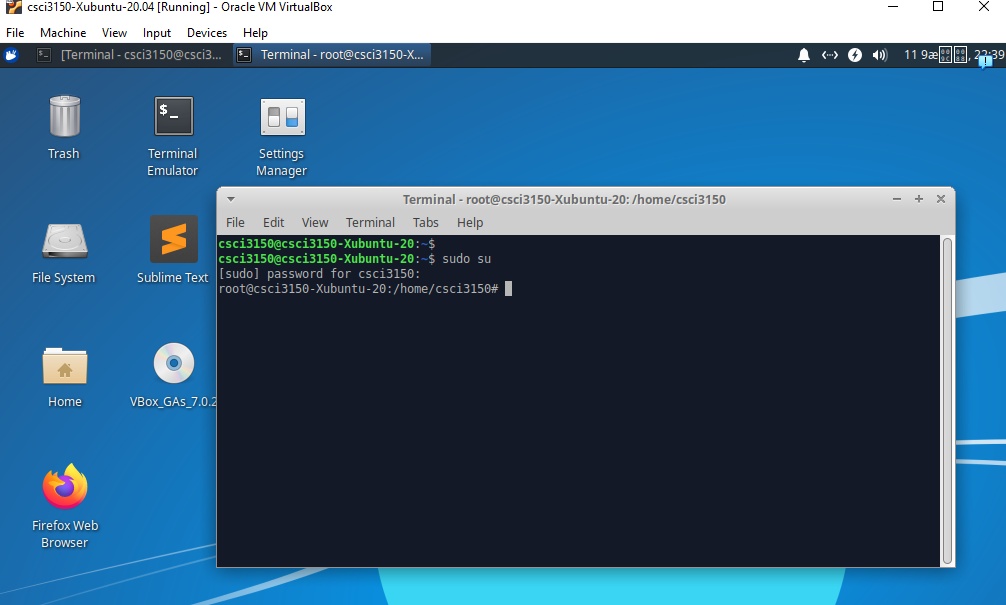 csci3150-Xubuntu-20.04 [Running] - Oracle VM VirtualBox
File Machine View Input Devices Help
[Terminal - csci3150@csci3... Terminal - root@csci3150-X... 11 9æ , 22:39
Trash
Terminal Emulator
Settings Manager
File System
Sublime Text
Home
VBox_GAs_7.0.2
Firefox Web Browser
Terminal - root@csci3150-Xubuntu-20: /home/csci3150
File Edit View Terminal Tabs Help
csci3150@csci3150-Xubuntu-20:~$
csci3150@csci3150-Xubuntu-20:~$ sudo su
[sudo] password for csci3150:
root@csci3150-Xubuntu-20:/home/csci3150#